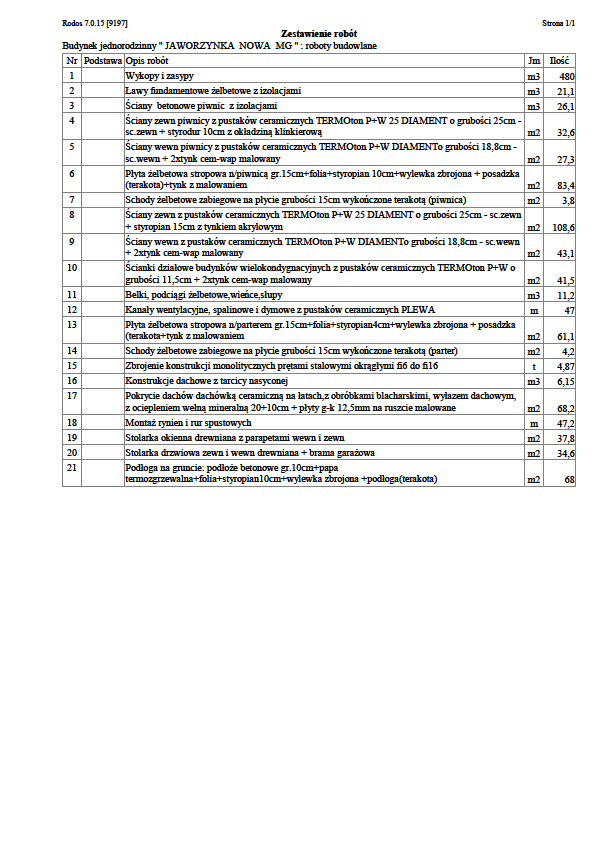 Rodos 7.0.15 [9197] Strona 1/1
Zestawienie robót
Budynek jednorodzinny " JAWORZYNKA NOWA MG " : roboty budowlane
Nr Podstawa Opis robót Jm Ilość
1 Wykopy i zasypy m3 480
2 Ławy fundamentowe żelbetowe z izolacjami m3 21,1
3 Ściany betonowe piwnic z izolacjami m3 26,1
4 Ściany zewn piwnicy z pustaków ceramicznych TERMOton P+W 25 DIAMENT o grubości 25cm -
sc.zewn + styrodur 10cm z okładziną klinkierową m2 32,6
5 Ściany wewn piwnicy z pustaków ceramicznych TERMOton P+W DIAMENTo grubości 18,8cm -
sc.wewn + 2xtynk cem-wap malowany m2 27,3
6 Płyta żelbetowa stropowa n/piwnicą gr.15cm+folia+styropian 10cm+wylewka zbrojona + posadzka
(terakota)+tynk z malowaniem m2 83,4
7 Schody żelbetowe zabiegowe na płycie grubości 15cm wykończone terakotą (piwnica) m2 3,8
8 Ściany zewn z pustaków ceramicznych TERMOton P+W 25 DIAMENT o grubości 25cm - sc.zewn
+ styropian 15cm z tynkiem akrylowym m2 108,6
9 Ściany wewn z pustaków ceramicznych TERMOton P+W DIAMENTo grubości 18,8cm - sc.wewn
+ 2xtynk cem-wap malowany m2 43,1
10 Ścianki działowe budynków wielokondygnacyjnych z pustaków ceramicznych TERMOton P+W o
grubości 11,5cm + 2xtynk cem-wap malowany m2 41,5
11 Belki, podciągi żelbetowe,wieńce,słupy m3 11,2
12 Kanały wentylacyjne, spalinowe i dymowe z pustaków ceramicznych PLEWA m 47
13 Płyta żelbetowa stropowa n/parterem gr.15cm+folia+styropian4cm+wylewka zbrojona + posadzka
(terakota+tynk z malowaniem m2 61,1
14 Schody żelbetowe zabiegowe na płycie grubości 15cm wykończone terakotą (parter) m2 4,2
15 Zbrojenie konstrukcji monolitycznych prętami stalowymi okrągłymi fi6 do fi16 t 4,87
16 Konstrukcje dachowe z tarcicy nasyconej m3 6,15
17 Pokrycie dachów dachówką ceramiczną na łatach,z obróbkami blacharskimi, wyłazem dachowym,
z ociepleniem wełną mineralną 20+10cm + płyty g-k 12,5mm na ruszcie malowane m2 68,2
18 Montaż rynien i rur spustowych m 47,2
19 Stolarka okienna drewniana z parapetami wewn i zewn m2 37,8
20 Stolarka drzwiowa zewn i wewn drewniana + brama garażowa m2 34,6
21 Podłoga na gruncie: podłoże betonowe gr.10cm+papa
termozgrzewalna+folia+styropian10cm+wylewka zbrojona +podłoga(terakota) m2 68